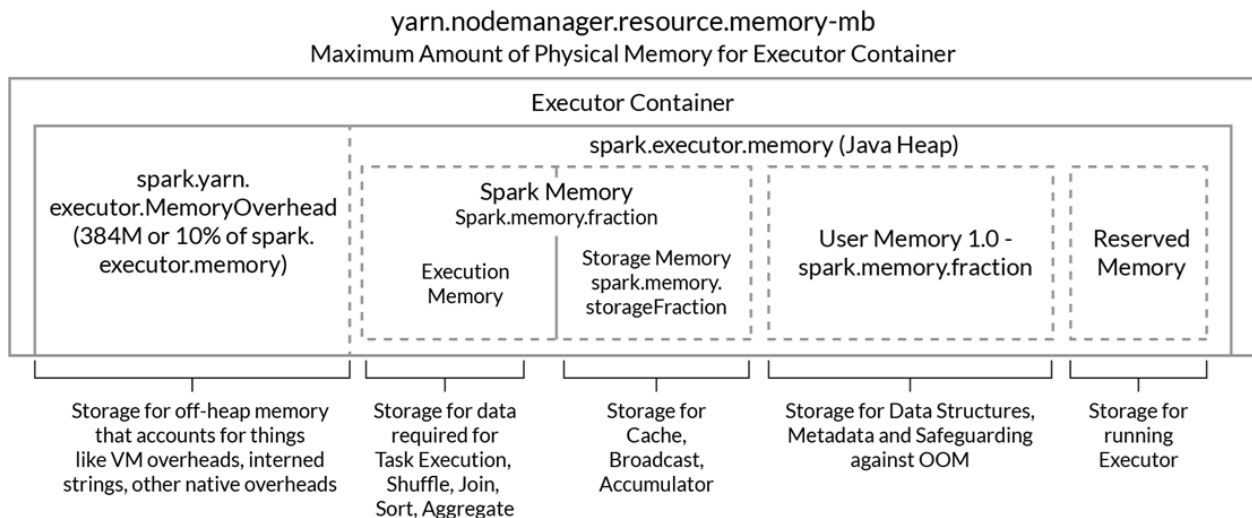 yarn.nodemanager.resource.memory-mb
Maximum Amount of Physical Memory for Executor Container
Executor Container
spark.yarn.
executor.MemoryOverhead
(384M or 10% of spark.
executor.memory)
spark.executor.memory (Java Heap)
Spark Memory
Spark.memory.fraction
Execution
Memory
Storage Memory
spark.memory.
storageFraction
User Memory 1.0 -
spark.memory.fraction
Reserved
Memory
Storage for off-heap memory
that accounts for things
like VM overheads, interned
strings, other native overheads
Storage for data
required for
Task Execution,
Shuffle, Join,
Sort, Aggregate
Storage for
Cache,
Broadcast,
Accumulator
Storage for Data Structures,
Metadata and Safeguarding
against OOM
Storage for
running
Executor